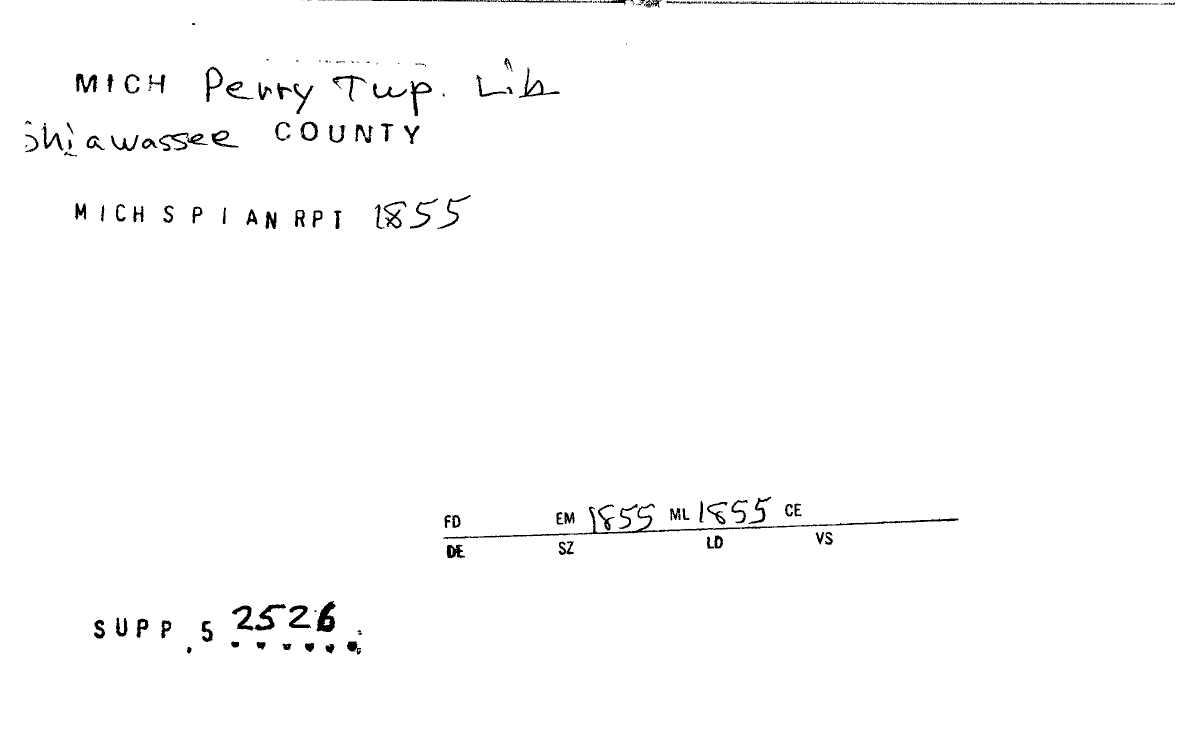 MICH Perry Twp. Lib
Shiawassee COUNTY
MICH S P I AN RPT 1855
FD EM 1855 ML 1855 CE
DE SZ LD VS
SUPP.5 2526